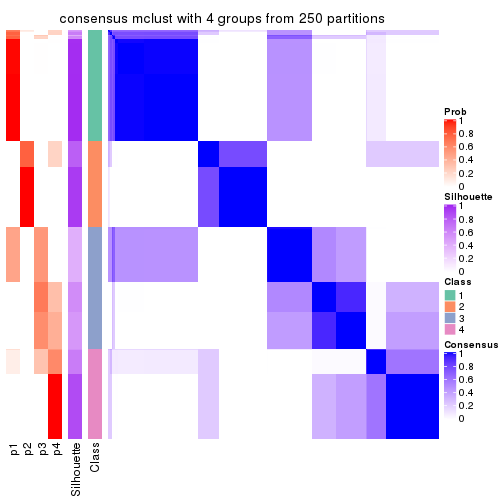 consensus mclust with 4 groups from 250 partitions
Prob
1
0.8
0.6
0.4
0.2
0
Silhouette
1
0.8
0.6
0.4
0.2
0
Class
1
2
3
4
Consensus
1
0.8
0.6
0.4
0.2
0
p1
p2
p3
p4
Silhouette
Class